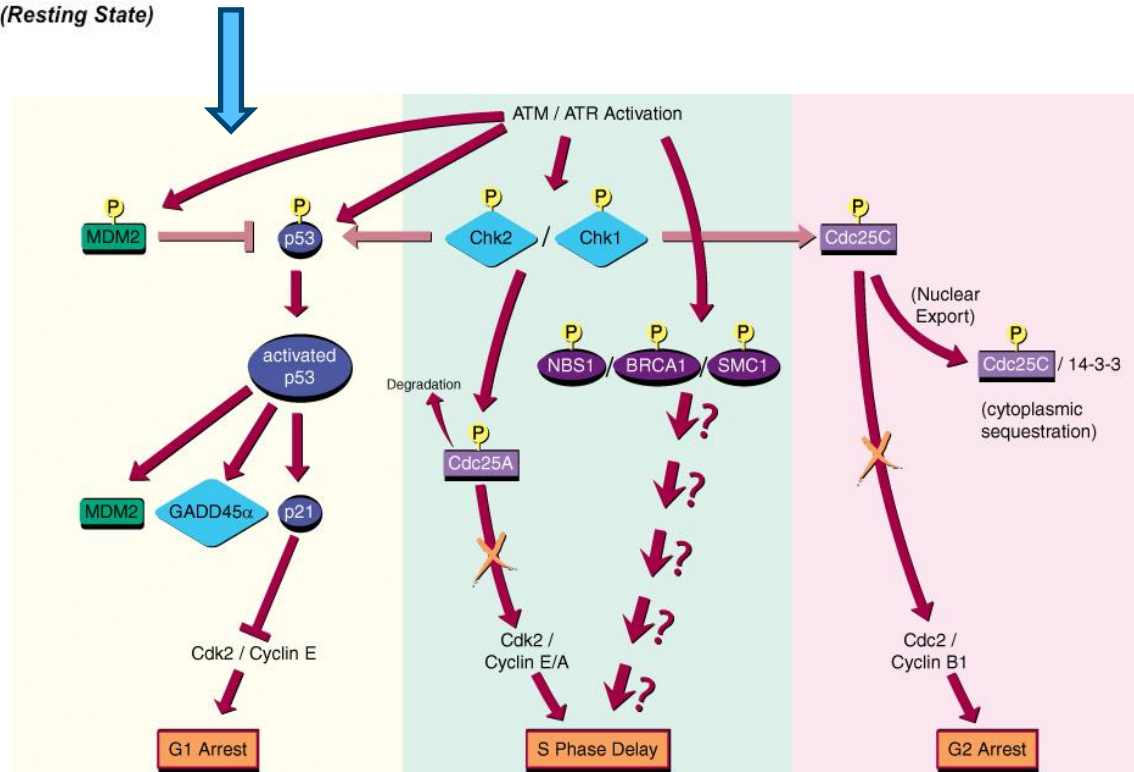 (Resting State)
ATM / ATR Activation
P
P
P
P
P
MDM2
p53
Chk2
/
Chk1
Cdc25C
(Nuclear
Export)
P
P
P
P
NBS1
/
BRCA1
/
SMC1
Cdc25C
/ 14-3-3
activated
p53
Degradation
(cytoplasmic
sequestration)
?
P
Cdc25A
?
MDM2
GADD45α
p21
?
?
Cdk2 / Cyclin E
Cdk2 /
Cyclin E/A
Cdc2 /
Cyclin B1
?
G1 Arrest
S Phase Delay
G2 Arrest